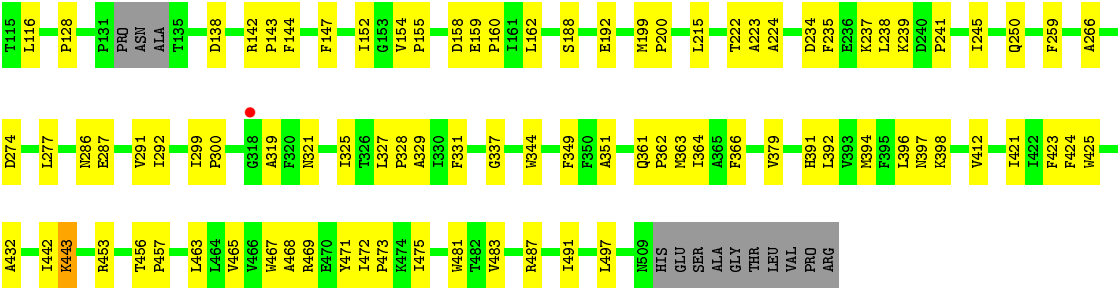 T115 L116 P128 P131 PRO ASN ALA T135 D138 R142 P143 F144 F147 I152 G153 V154 P155 D158 E159 P160 I161 L162 S188 E192 M199 P200 L215 T222 A223 A224 D234 F235 E236 K237 L238 K239 D240 P241 I245 Q250 F259 A266
D274 L277 N286 E287 V291 I292 I299 P300 G318 A319 F320 N321 I325 T326 L327 P328 A329 I330 F331 G337 W344 F349 F350 A351 Q361 P362 M363 I364 A365 F366 V379 H391 L392 V393 M394 F395 L396 N397 K398 V412 I421 I422 F423 F424 W425
A432 I442 K443 R453 T456 P457 L463 L464 V465 V466 W467 A468 R469 E470 Y471 I472 P473 K474 I475 W481 T482 V483 R487 I491 L497 N509 HIS GLU SER ALA GLY THR LEU VAL PRO ARG